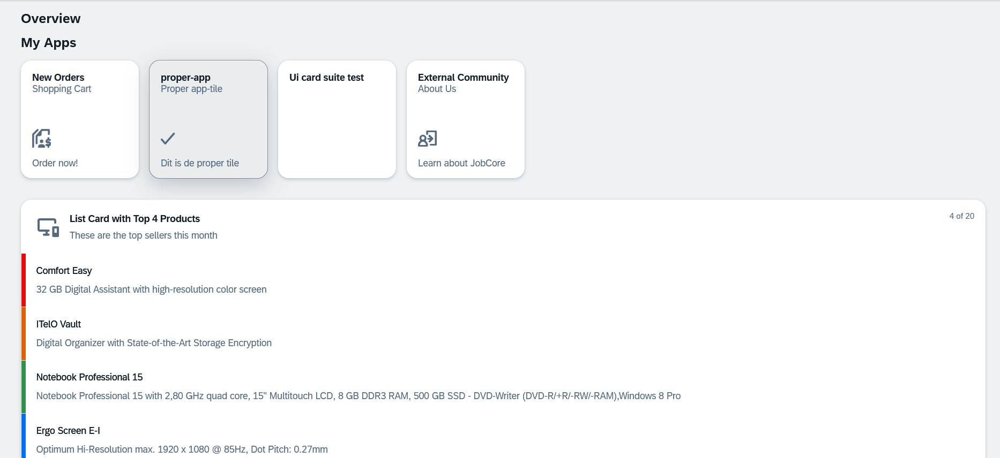 Overview
My Apps
New Orders
Shopping Cart
Order now!
proper-app
Proper app-tile
Dit is de proper tile
Ui card suite test
External Community
About Us
Learn about JobCore
List Card with Top 4 Products
4 of 20
These are the top sellers this month
Comfort Easy
32 GB Digital Assistant with high-resolution color screen
ITelO Vault
Digital Organizer with State-of-the-Art Storage Encryption
Notebook Professional 15
Notebook Professional 15 with 2,80 GHz quad core, 15" Multitouch LCD, 8 GB DDR3 RAM, 500 GB SSD - DVD-Writer (DVD-R/+R/-RW/-RAM),Windows 8 Pro
Ergo Screen E-I
Optimum Hi-Resolution max. 1920 x 1080 @ 85Hz, Dot Pitch: 0.27mm